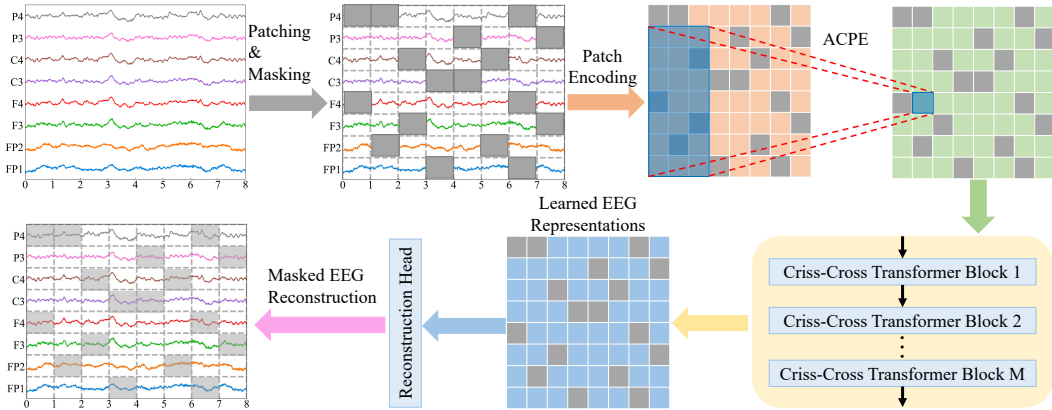 P4
P3
C4
C3
F4
F3
FP2
FP1
0 1 2 3 4 5 6 7 8
Patching
&
Masking
P4
P3
C4
C3
F4
F3
FP2
FP1
0 1 2 3 4 5 6 7 8
Patch
Encoding
ACPE
Criss-Cross Transformer Block 1
Criss-Cross Transformer Block 2
Criss-Cross Transformer Block M
Learned EEG
Representations
Reconstruction Head
Masked EEG
Reconstruction
P4
P3
C4
C3
F4
F3
FP2
FP1
0 1 2 3 4 5 6 7 8